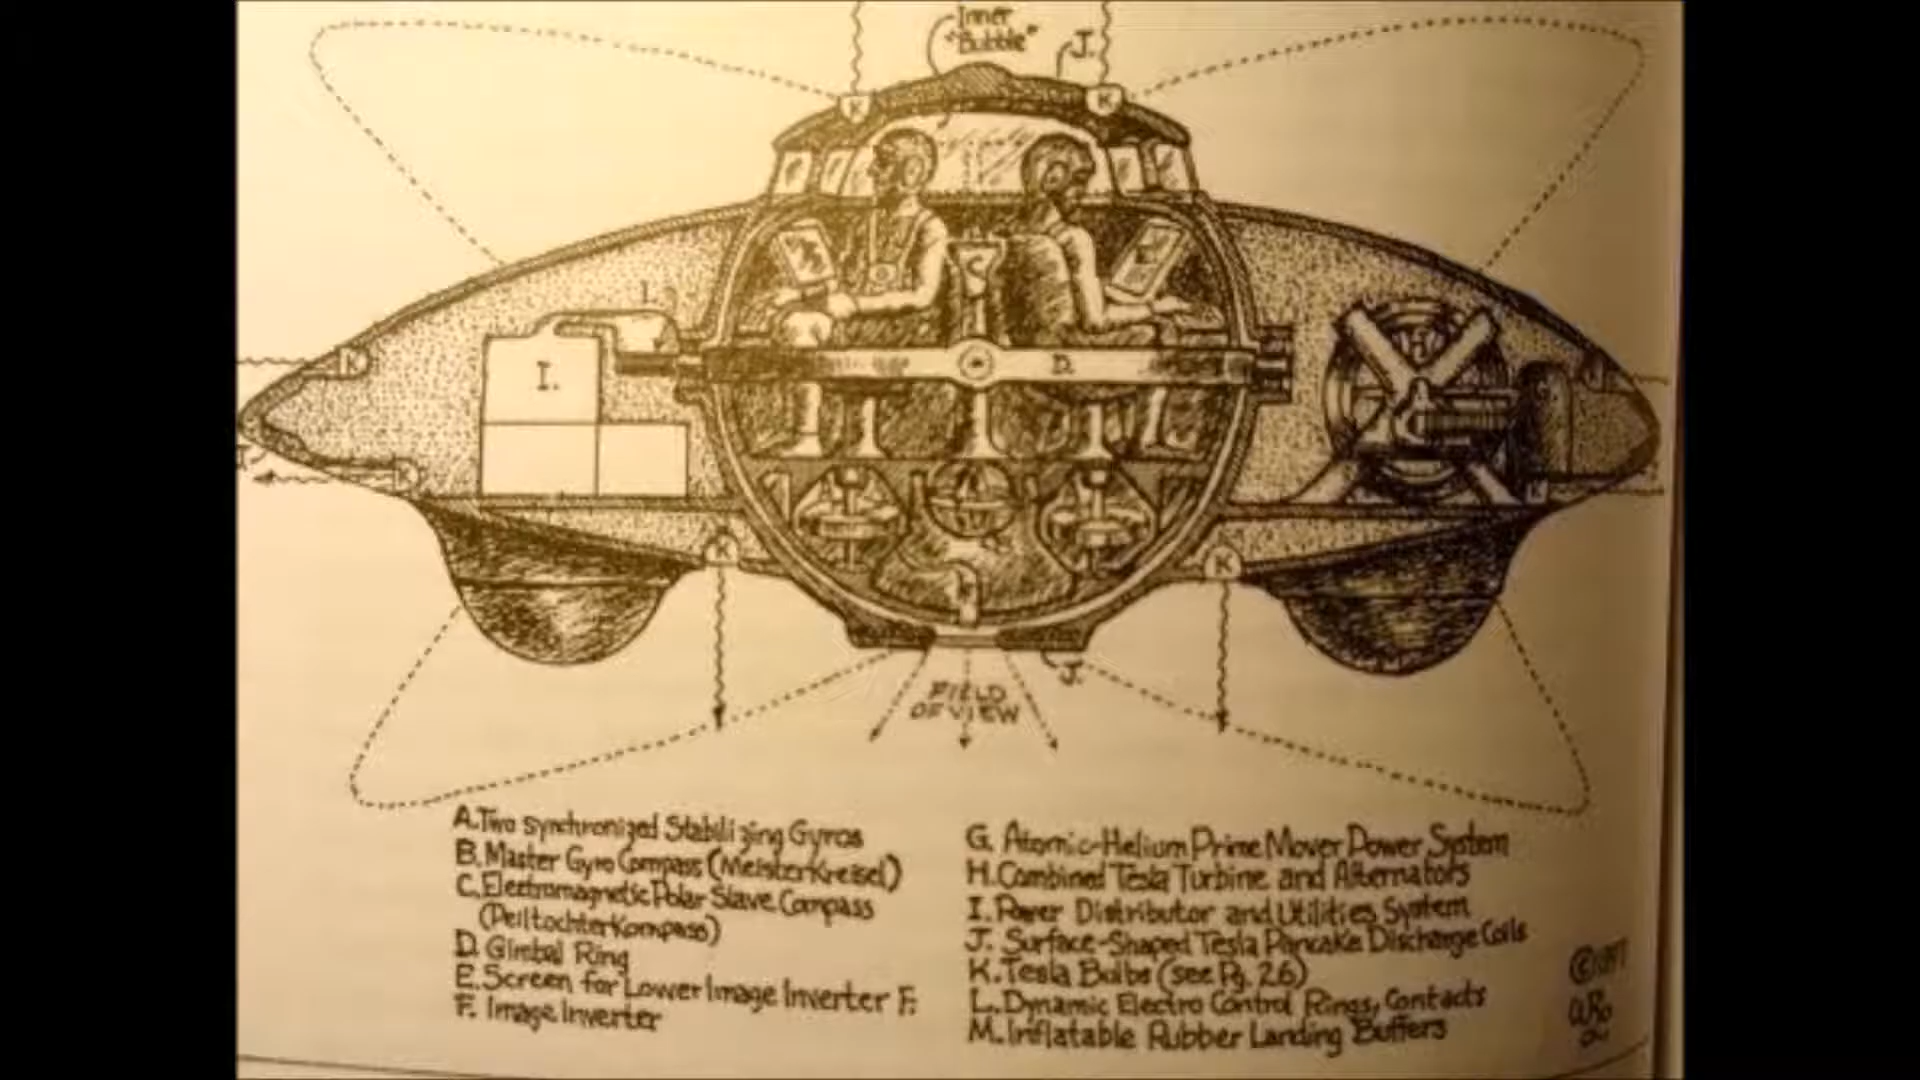 Inner
"Bubble"
J.
K
K
C
I.
D.
H
K
K
K
K
J.
FIELD
OF VIEW
A. Two synchronized Stabilizing Gyros
B. Master Gyro Compass (Meisterkreisel)
C. Electromagnetic Polar Slave Compass
(Peiltochterkompass)
D. Gimbal Ring
E. Screen for Lower Image Inverter F.
F. Image Inverter
G. Atomic-Helium Prime Mover Power System
H. Combined Tesla Turbine and Alternators
I. Power Distributor and Utilities System
J. Surface-Shaped Tesla Pancake Discharge Coils
K. Tesla Bulbs (see Pg. 26)
L. Dynamic Electro Control Rings, Contacts
M. Inflatable Rubber Landing Buffers